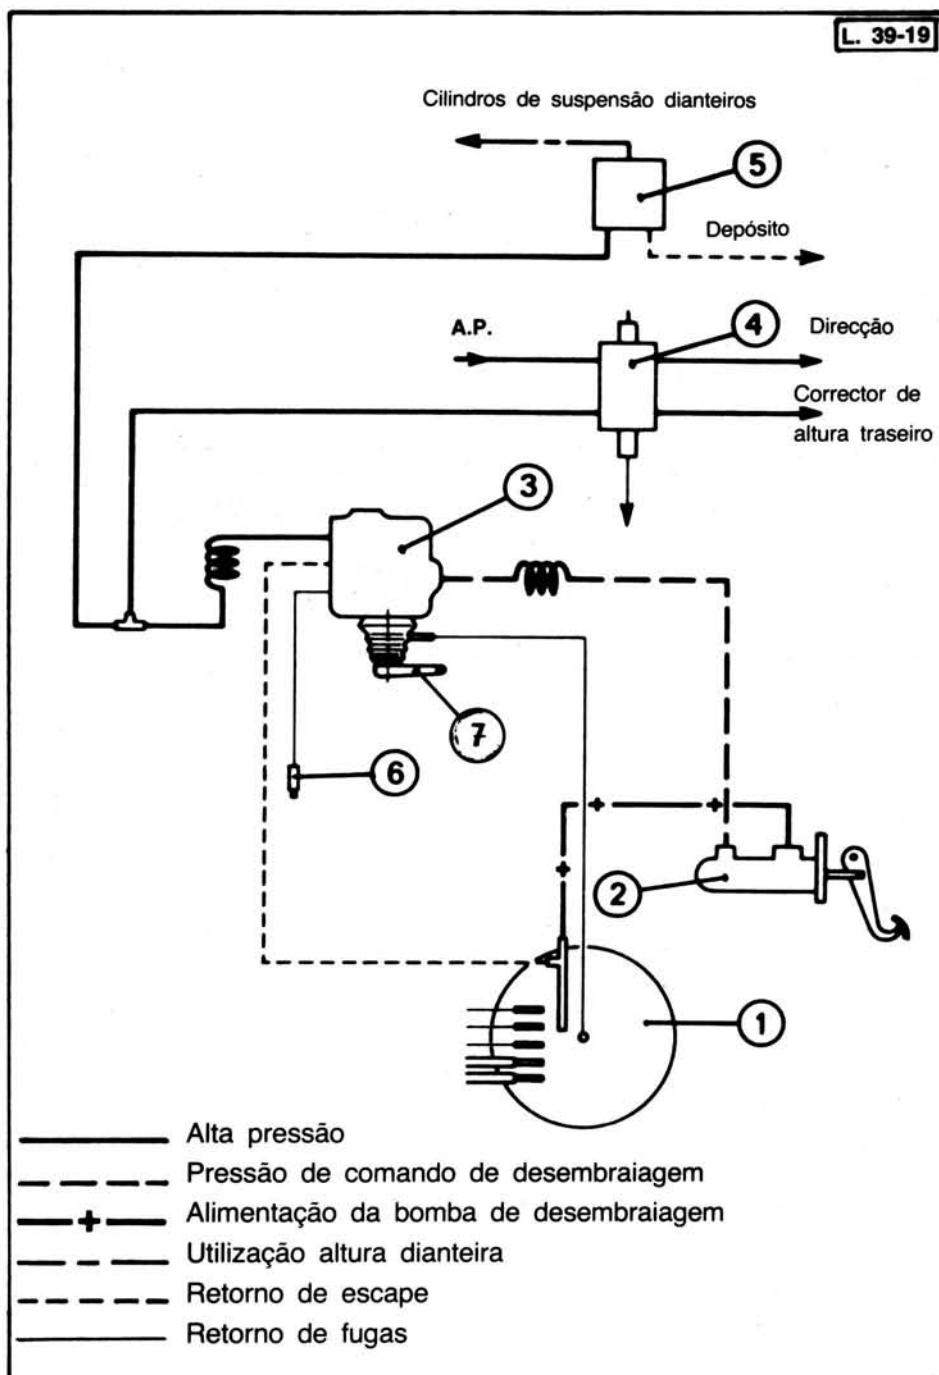 L. 39-19
Cilindros de suspensão dianteiros
5
Depósito
A.P.
4
Direcção
Corrector de
altura traseiro
3
7
6
2
1
Alta pressão
Pressão de comando de desembraiagem
Alimentação da bomba de desembraiagem
Utilização altura dianteira
Retorno de escape
Retorno de fugas